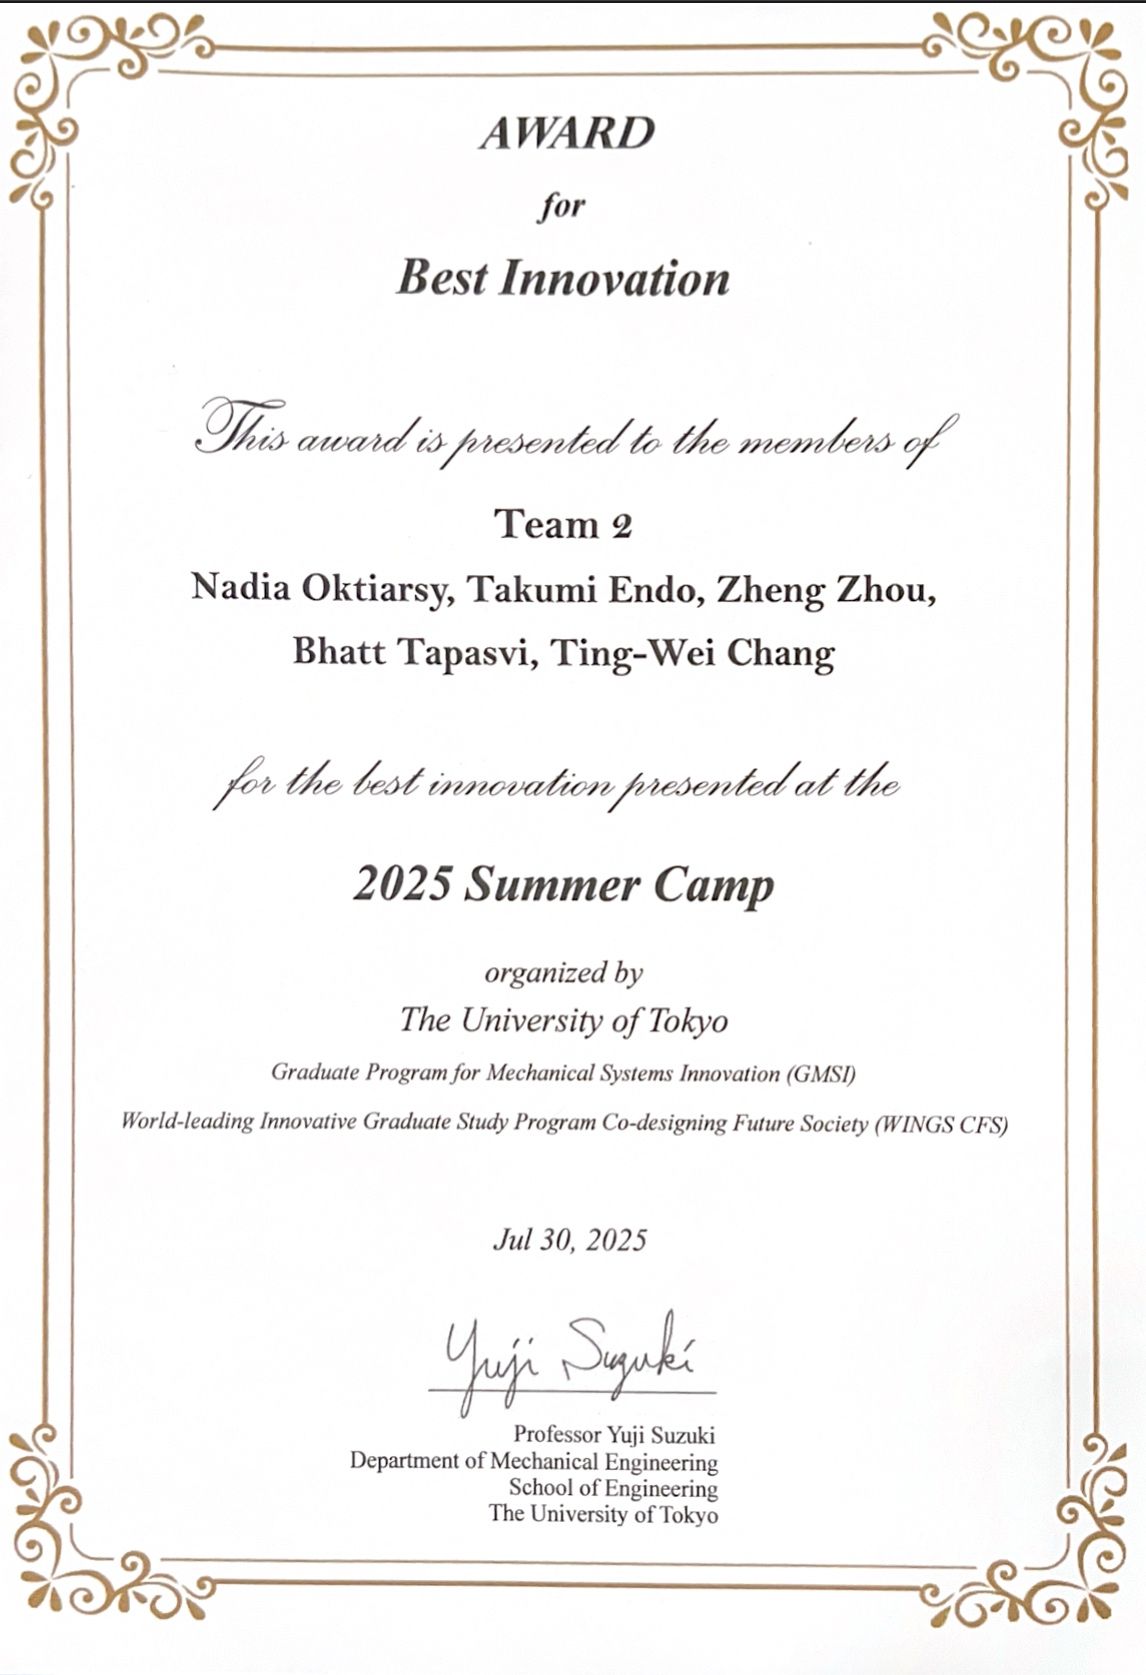 AWARD
for
Best Innovation
This award is presented to the members of
Team 2
Nadia Oktiarsy, Takumi Endo, Zheng Zhou,
Bhatt Tapasvi, Ting-Wei Chang
for the best innovation presented at the
2025 Summer Camp
organized by
The University of Tokyo
Graduate Program for Mechanical Systems Innovation (GMSI)
World-leading Innovative Graduate Study Program Co-designing Future Society (WINGS CFS)
Jul 30, 2025
Yuji Suzuki
Professor Yuji Suzuki
Department of Mechanical Engineering
School of Engineering
The University of Tokyo